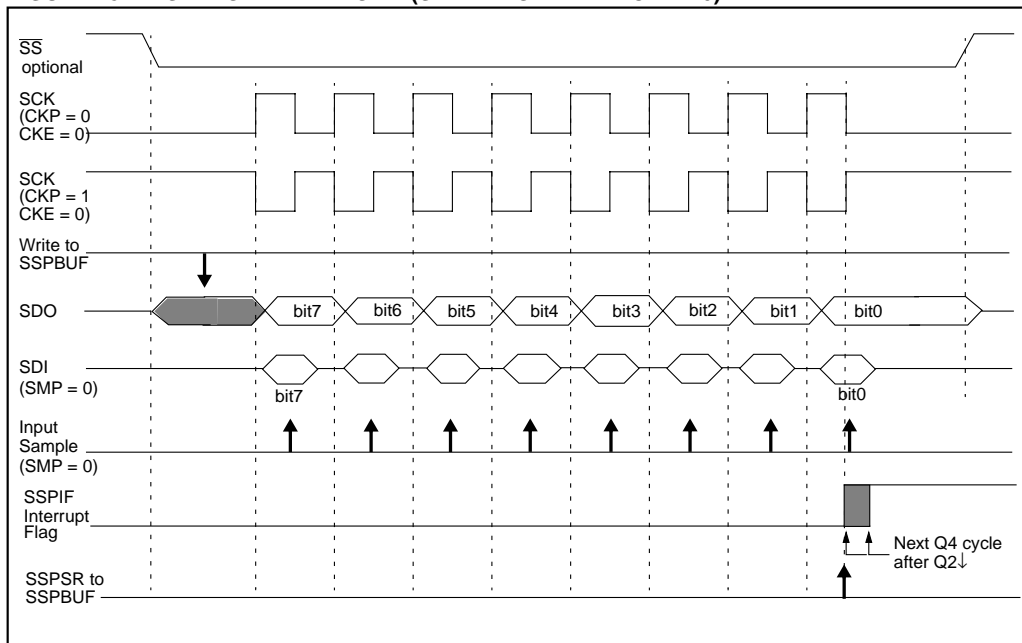 SS
optional
SCK
(CKP = 0
CKE = 0)
SCK
(CKP = 1
CKE = 0)
Write to
SSPBUF
SDO
bit7 bit6 bit5 bit4 bit3 bit2 bit1 bit0
SDI
(SMP = 0)
bit7 bit0
Input
Sample
(SMP = 0)
SSPIF
Interrupt
Flag
Next Q4 cycle
after Q2↓
SSPSR to
SSPBUF